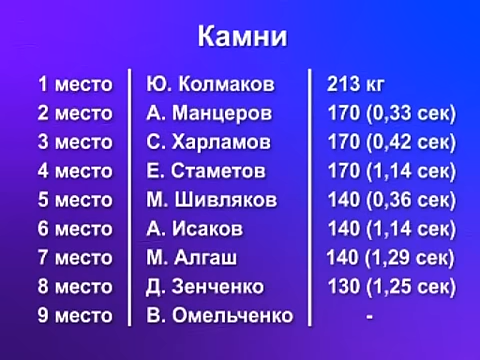 Камни
1 место Ю. Колмаков 213 кг
2 место А. Манцеров 170 (0,33 сек)
3 место С. Харламов 170 (0,42 сек)
4 место Е. Стаметов 170 (1,14 сек)
5 место М. Шивляков 140 (0,36 сек)
6 место А. Исаков 140 (1,14 сек)
7 место М. Алгаш 140 (1,29 сек)
8 место Д. Зенченко 130 (1,25 сек)
9 место В. Омельченко -